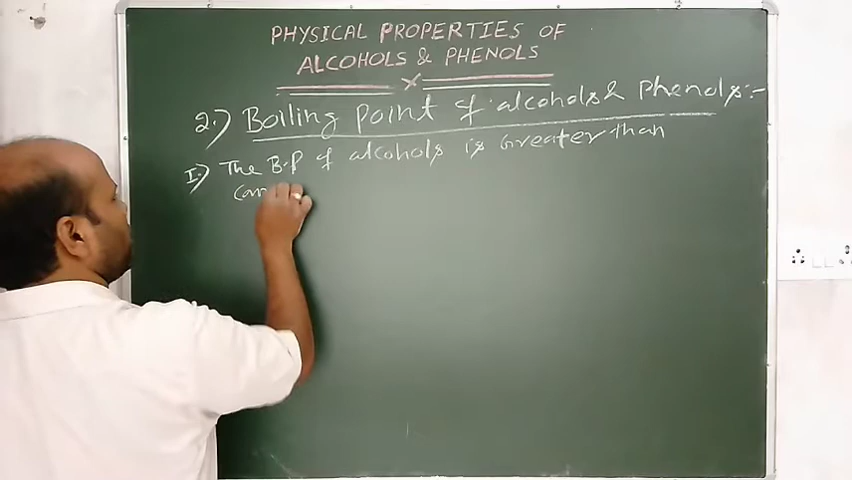 PHYSICAL PROPERTIES OF
ALCOHOLS & PHENOLS
2.) Boiling point of alcohols & phenols:-
I.) The B.P of alcohols is Greater than